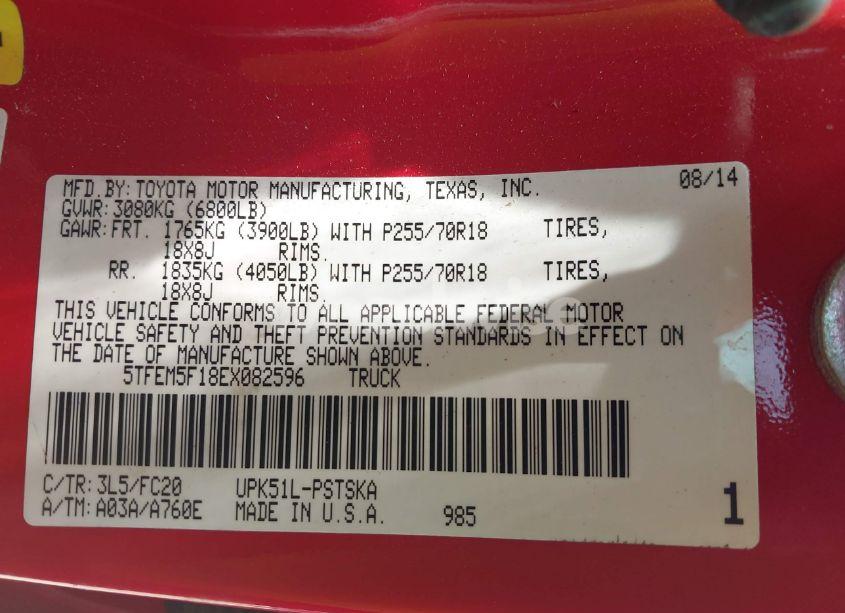 MFD.BY: TOYOTA MOTOR MANUFACTURING, TEXAS, INC. 08/14
GVWR: 3080KG (6800LB)
GAWR: FRT. 1765KG (3900LB) WITH P255/70R18 TIRES,
18X8J RIMS.
RR. 1835KG (4050LB) WITH P255/70R18 TIRES,
18X8J RIMS.
THIS VEHICLE CONFORMS TO ALL APPLICABLE FEDERAL MOTOR
VEHICLE SAFETY AND THEFT PREVENTION STANDARDS IN EFFECT ON
THE DATE OF MANUFACTURE SHOWN ABOVE.
5TFEM5F18EX082596 TRUCK
C/TR: 3L5/FC20 UPK51L-PSTSKA
A/TM: A03A/A760E MADE IN U.S.A. 985 1